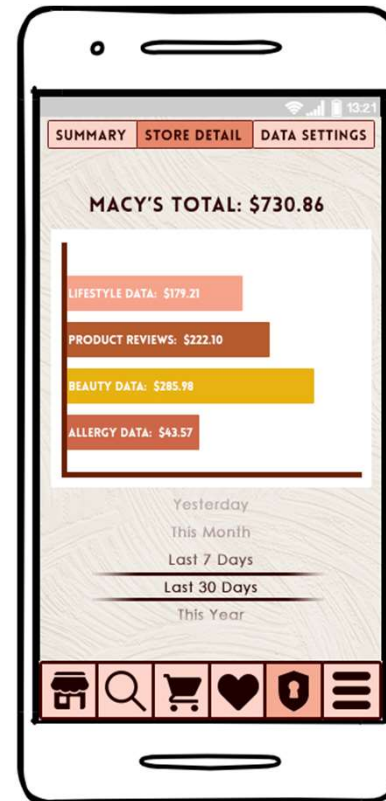 13:21
SUMMARY STORE DETAIL DATA SETTINGS
MACY'S TOTAL: $730.86
LIFESTYLE DATA: $179.21
PRODUCT REVIEWS: $222.10
BEAUTY DATA: $285.98
ALLERGY DATA: $43.57
Yesterday
This Month
Last 7 Days
Last 30 Days
This Year